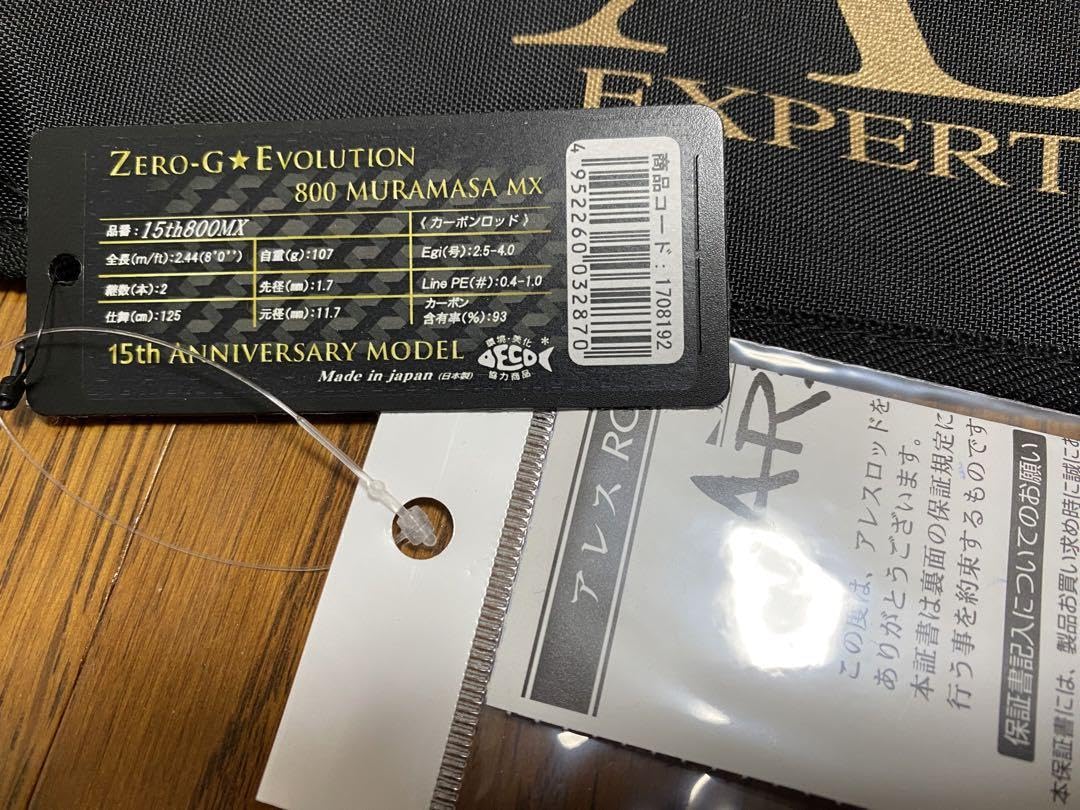 EXPERT
ZERO-G★EVOLUTION
800 MURAMASA MX
品番：15th800MX
《カーボンロッド》
全長(m/ft):2.44(8'0'')
自重(g):107
Egi(号):2.5-4.0
継数(本):2
先径(㎜):1.7
Line PE(#):0.4-1.0
仕舞(㎝):125
元径(㎜):11.7
カーボン
含有率(%):93
15th ANNIVERSARY MODEL
環境・美化
ECO
協力商品
Made in japan (日本製)
商品コード：1708192
4952260032870
アレス
この度は、アレスロッドを
ありがとうございます。
本証書は裏面の保証規定に
行う事を約束するものです
保証書記入についてのお願い
本保証書には、製品お買い求め時に誠にお